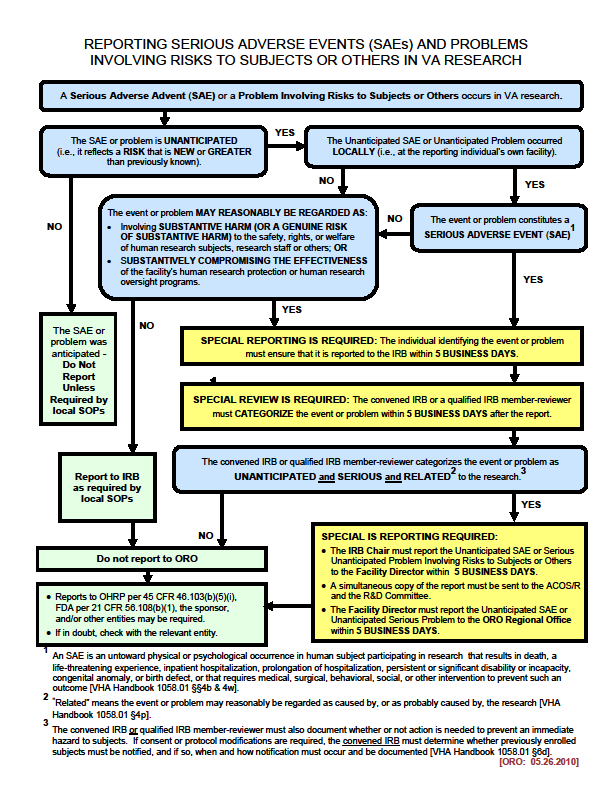 REPORTING SERIOUS ADVERSE EVENTS (SAEs) AND PROBLEMS
INVOLVING RISKS TO SUBJECTS OR OTHERS IN VA RESEARCH
A Serious Adverse Advent (SAE) or a Problem Involving Risks to Subjects or Others occurs in VA research.
The SAE or problem is UNANTICIPATED
(i.e., it reflects a RISK that is NEW or GREATER
than previously known).
YES
The Unanticipated SAE or Unanticipated Problem occurred
LOCALLY (i.e., at the reporting individual's own facility).
NO
YES
NO
The event or problem MAY REASONABLY BE REGARDED AS:
• Involving SUBSTANTIVE HARM (OR A GENUINE RISK
OF SUBSTANTIVE HARM) to the safety, rights, or welfare
of human research subjects, research staff or others; OR
• SUBSTANTIVELY COMPROMISING THE EFFECTIVENESS
of the facility's human research protection or human research
oversight programs.
NO
The event or problem constitutes a
SERIOUS ADVERSE EVENT (SAE)1
YES
YES
NO
The SAE or
problem was
anticipated -
Do Not
Report
Unless
Required by
local SOPs
SPECIAL REPORTING IS REQUIRED: The individual identifying the event or problem
must ensure that it is reported to the IRB within 5 BUSINESS DAYS.
SPECIAL REVIEW IS REQUIRED: The convened IRB or a qualified IRB member-reviewer
must CATEGORIZE the event or problem within 5 BUSINESS DAYS after the report.
Report to IRB
as required by
local SOPs
The convened IRB or qualified IRB member-reviewer categorizes the event or problem as
UNANTICIPATED and SERIOUS and RELATED2 to the research.3
YES
NO
Do not report to ORO
SPECIAL IS REPORTING REQUIRED:
• The IRB Chair must report the Unanticipated SAE or Serious
Unanticipated Problem Involving Risks to Subjects or Others
to the Facility Director within 5 BUSINESS DAYS.
• A simultaneous copy of the report must be sent to the ACOS/R
and the R&D Committee.
• The Facility Director must report the Unanticipated SAE or
Unanticipated Serious Problem to the ORO Regional Office
within 5 BUSINESS DAYS.
• Reports to OHRP per 45 CFR 46.103(b)(5)(i),
FDA per 21 CFR 56.108(b)(1), the sponsor,
and/or other entities may be required.
• If in doubt, check with the relevant entity.
1 An SAE is an untoward physical or psychological occurrence in human subject participating in research that results in death, a
life-threatening experience, inpatient hospitalization, prolongation of hospitalization, persistent or significant disability or incapacity,
congenital anomaly, or birth defect, or that requires medical, surgical, behavioral, social, or other intervention to prevent such an
outcome [VHA Handbook 1058.01 §§4b & 4w].
2 "Related" means the event or problem may reasonably be regarded as caused by, or as probably caused by, the research [VHA
Handbook 1058.01 §4p].
3 The convened IRB or qualified IRB member-reviewer must also document whether or not action is needed to prevent an immediate
hazard to subjects. If consent or protocol modifications are required, the convened IRB must determine whether previously enrolled
subjects must be notified, and if so, when and how notification must occur and be documented [VHA Handbook 1058.01 §6d].
[ORO: 05.26.2010]